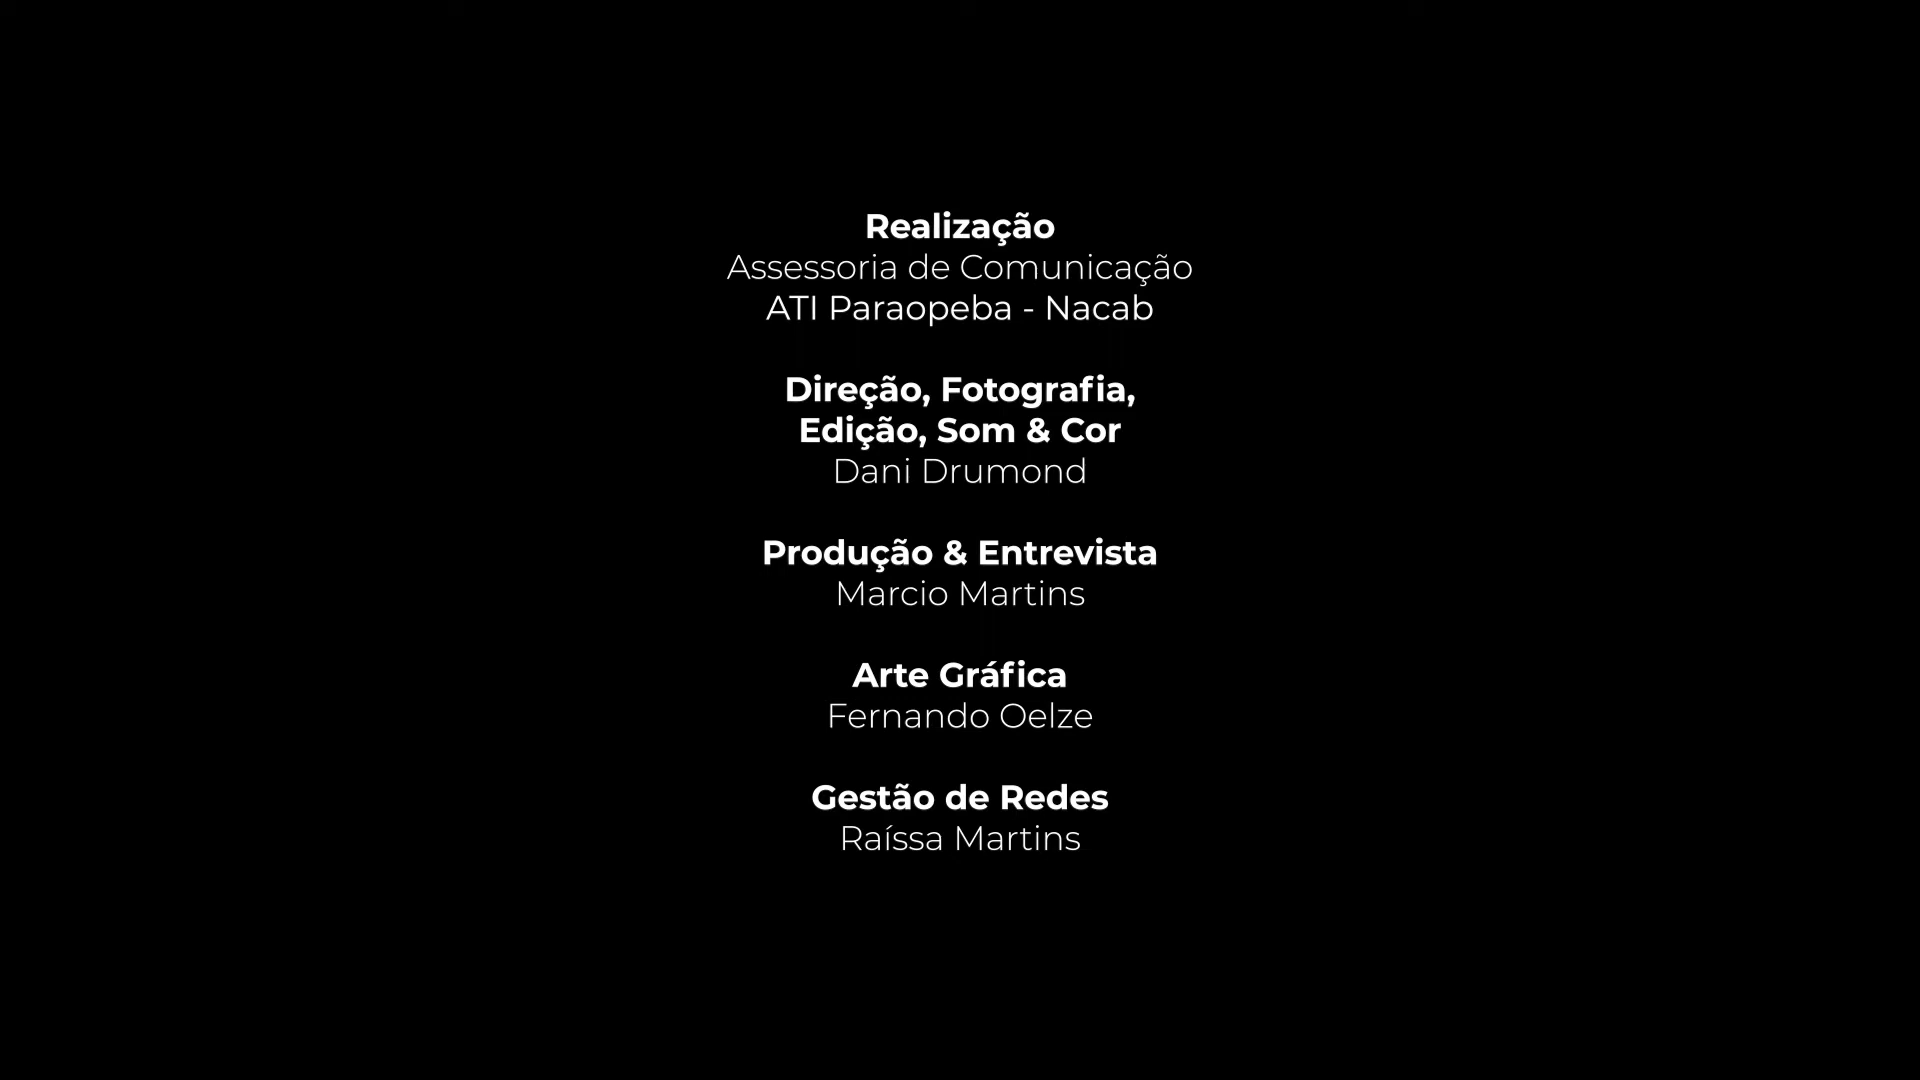 Realização
Assessoria de Comunicação
ATI Paraopeba - Nacab
Direção, Fotografia,
Edição, Som & Cor
Dani Drumond
Produção & Entrevista
Marcio Martins
Arte Gráfica
Fernando Oelze
Gestão de Redes
Raíssa Martins